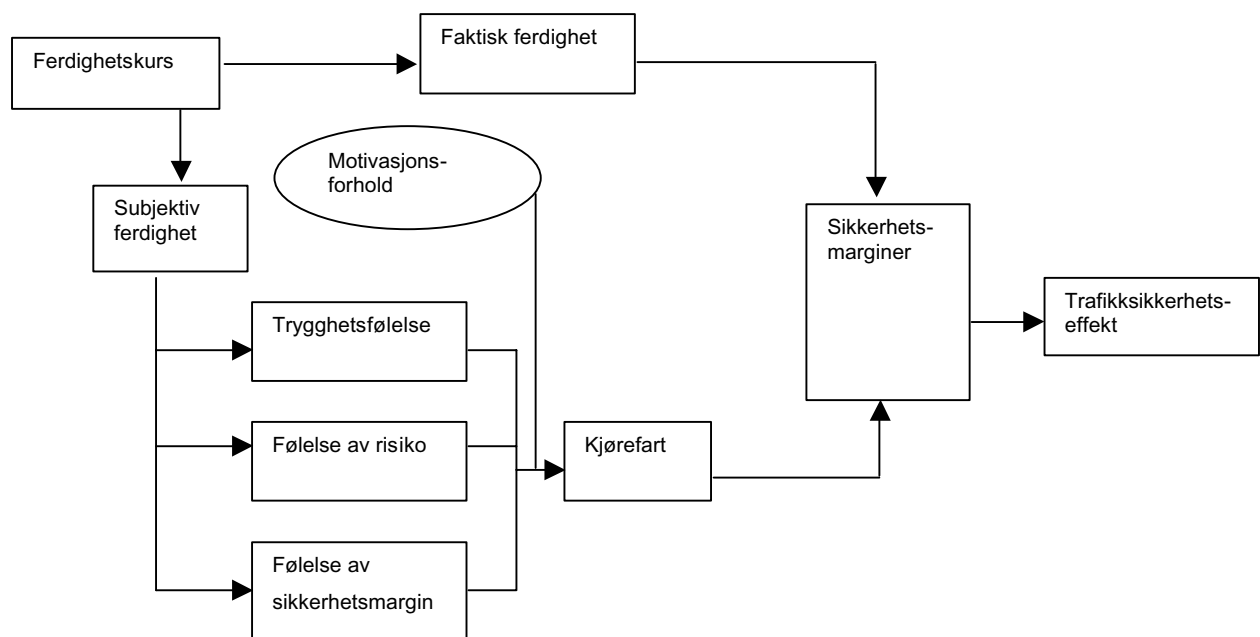 Ferdighetskurs
Faktisk ferdighet
Motivasjons-
forhold
Subjektiv
ferdighet
Sikkerhets-
marginer
Trafikksikkerhets-
effekt
Trygghetsfølelse
Følelse av risiko
Kjørefart
Følelse av
sikkerhetsmargin